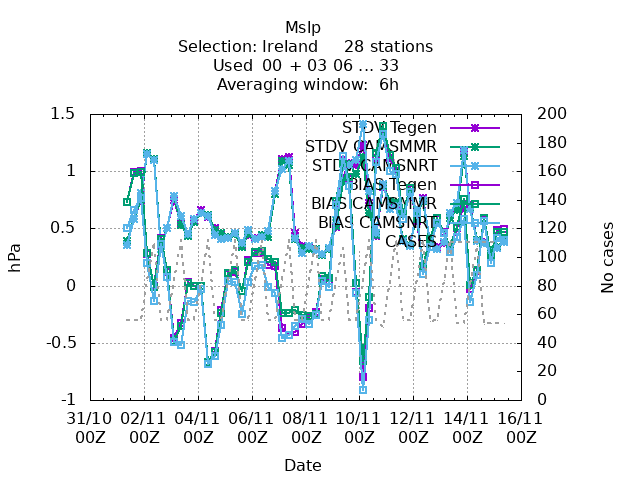 Mslp
Selection: Ireland 28 stations
Used 00 + 03 06 ... 33
Averaging window: 6h
1.5
1
0.5
0
-0.5
-1
hPa
200
180
160
140
120
100
80
60
40
20
0
No cases
STDV Tegen
STDV CAMSMMR
STDV CAMSNRT
BIAS Tegen
BIAS CAMSMMR
BIAS CAMSNRT
CASES
31/10 02/11 04/11 06/11 08/11 10/11 12/11 14/11 16/11
00Z 00Z 00Z 00Z 00Z 00Z 00Z 00Z 00Z
Date